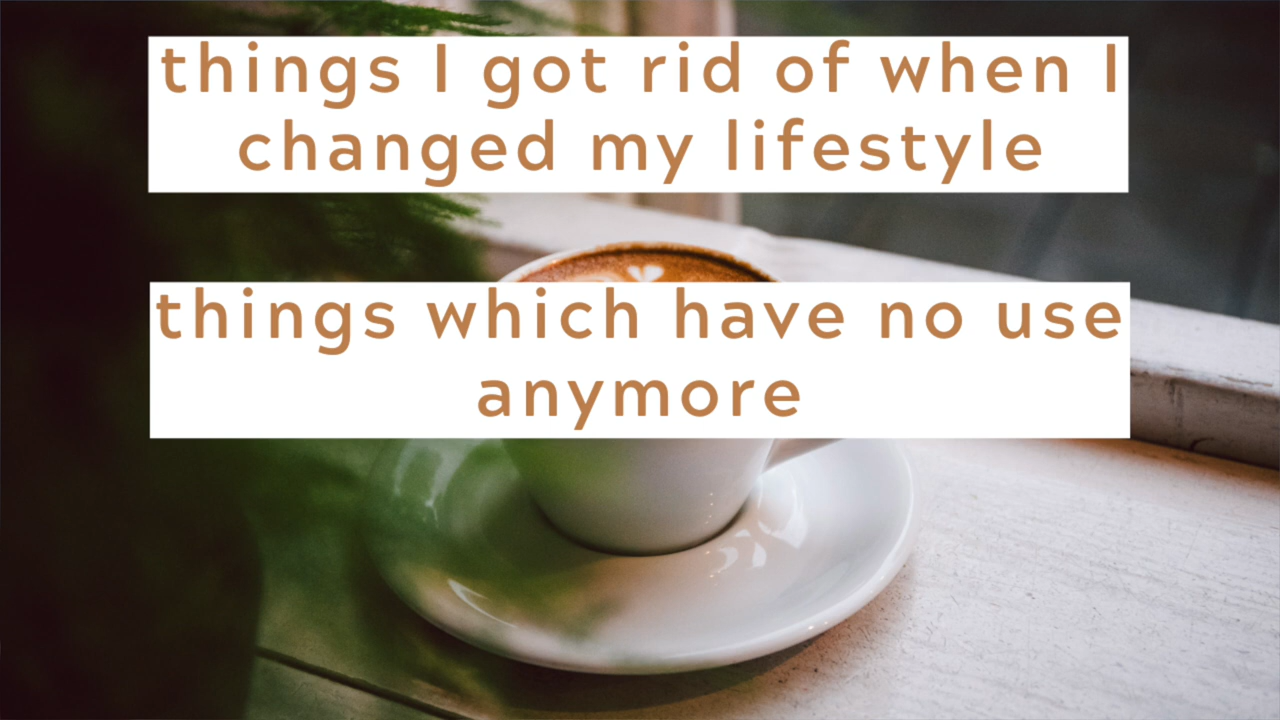 things I got rid of when I
changed my lifestyle
things which have no use
anymore